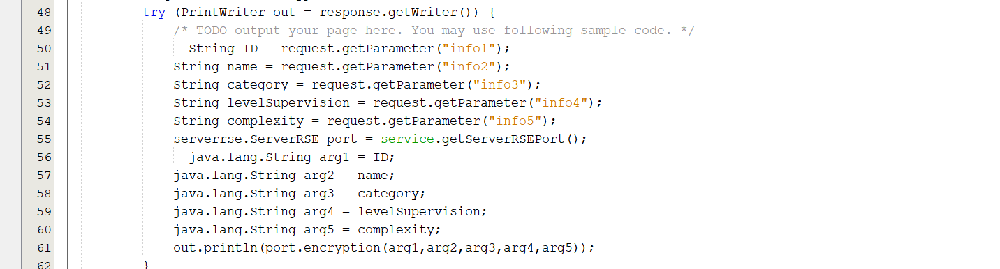 48 try (PrintWriter out = response.getWriter()) {
49 /* TODO output your page here. You may use following sample code. */
50 String ID = request.getParameter("info1");
51 String name = request.getParameter("info2");
52 String category = request.getParameter("info3");
53 String levelSupervision = request.getParameter("info4");
54 String complexity = request.getParameter("info5");
55 serverrse.ServerRSE port = service.getServerRSEPort();
56 java.lang.String arg1 = ID;
57 java.lang.String arg2 = name;
58 java.lang.String arg3 = category;
59 java.lang.String arg4 = levelSupervision;
60 java.lang.String arg5 = complexity;
61 out.println(port.encryption(arg1,arg2,arg3,arg4,arg5));
62 }